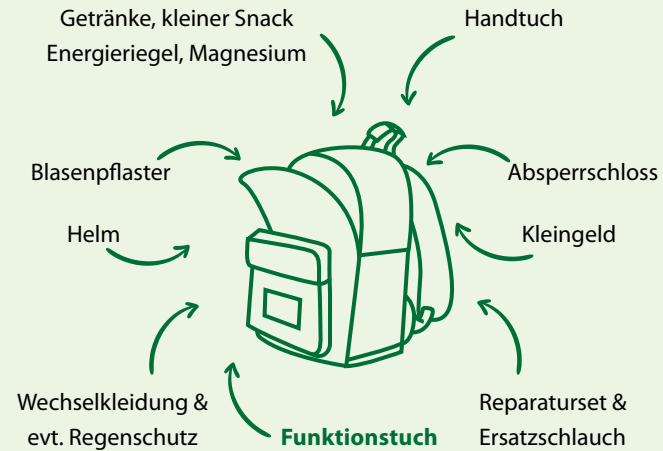 Getränke, kleiner Snack
Energieriegel, Magnesium
Handtuch
Blasenpflaster
Absperrschloss
Helm
Kleingeld
Wechselkleidung &
evt. Regenschutz
Funktionstuch
Reparaturset &
Ersatzschlauch